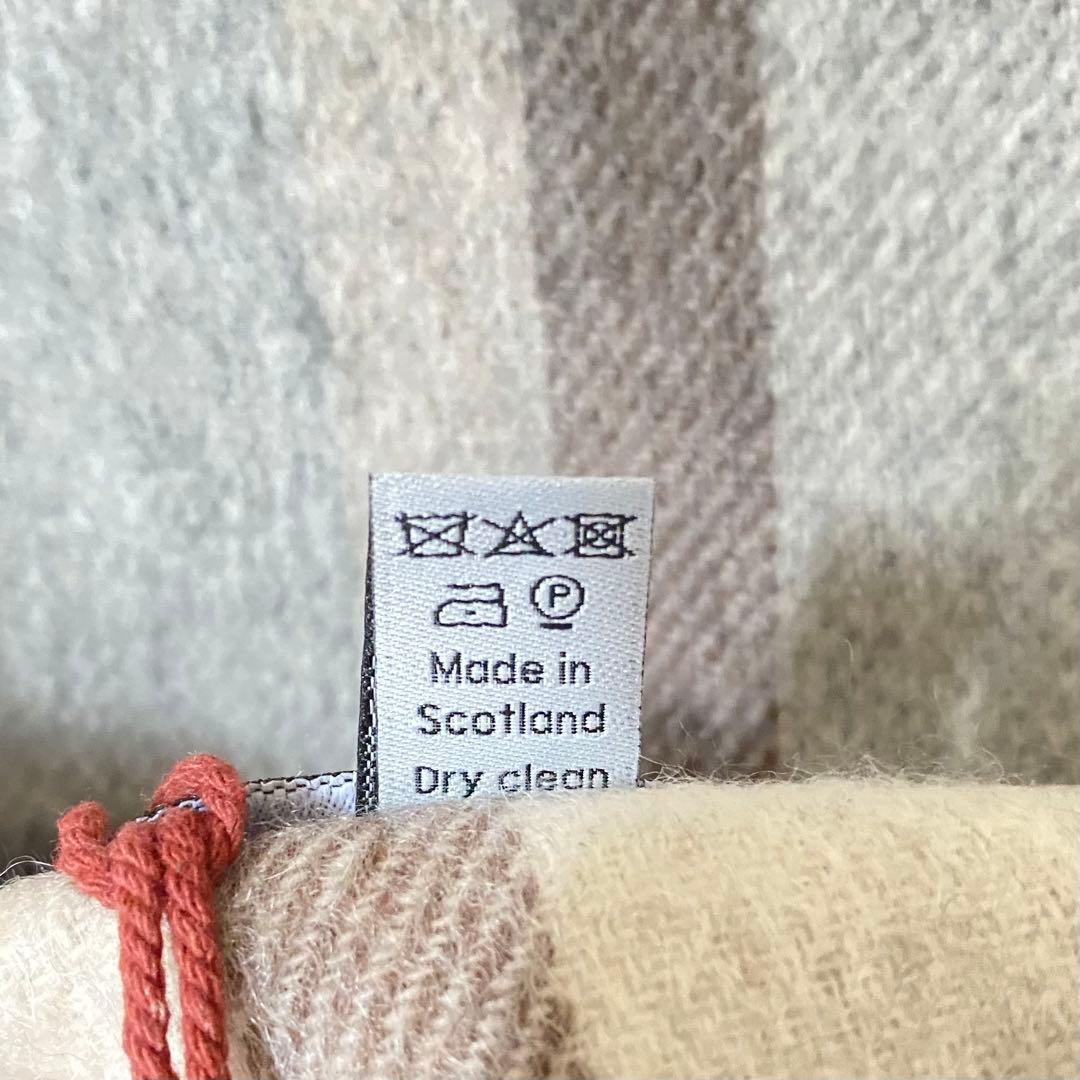 P
Made in
Scotland
Dry clean